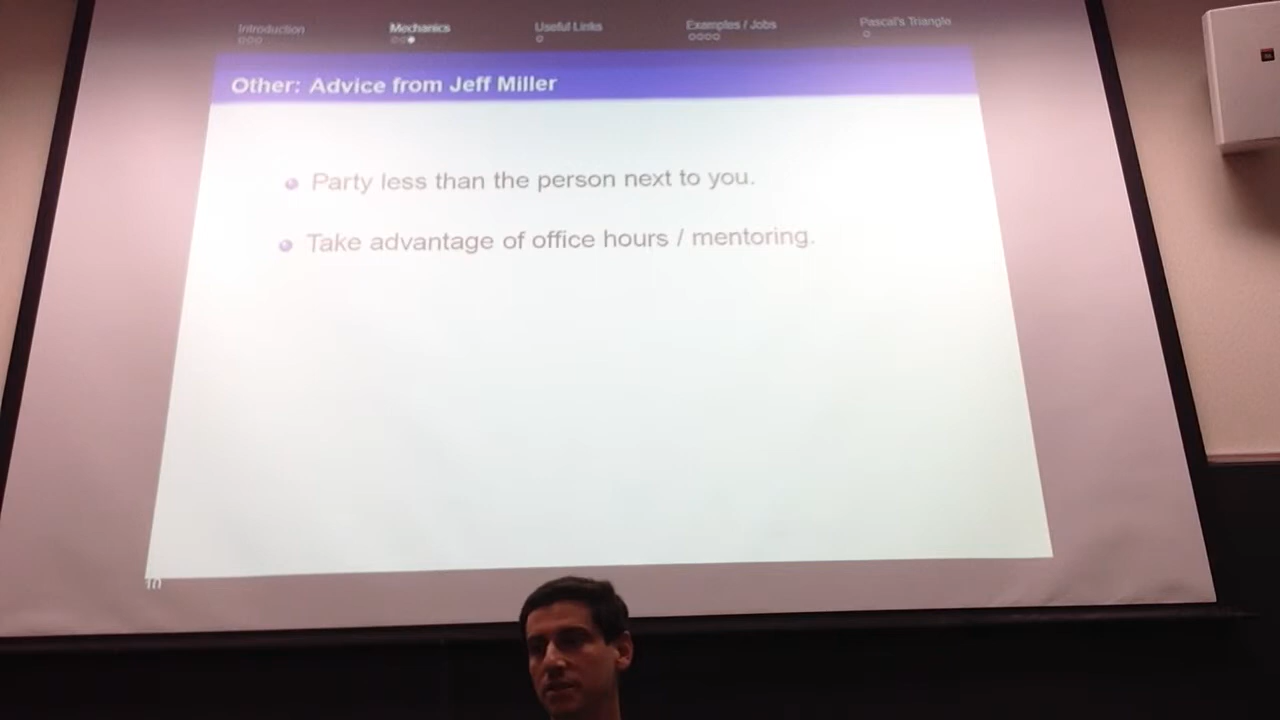 Introduction
Mechanics
Useful Links
Examples / Jobs
Pascal's Triangle
Other: Advice from Jeff Miller
Party less than the person next to you.
Take advantage of office hours / mentoring.
10